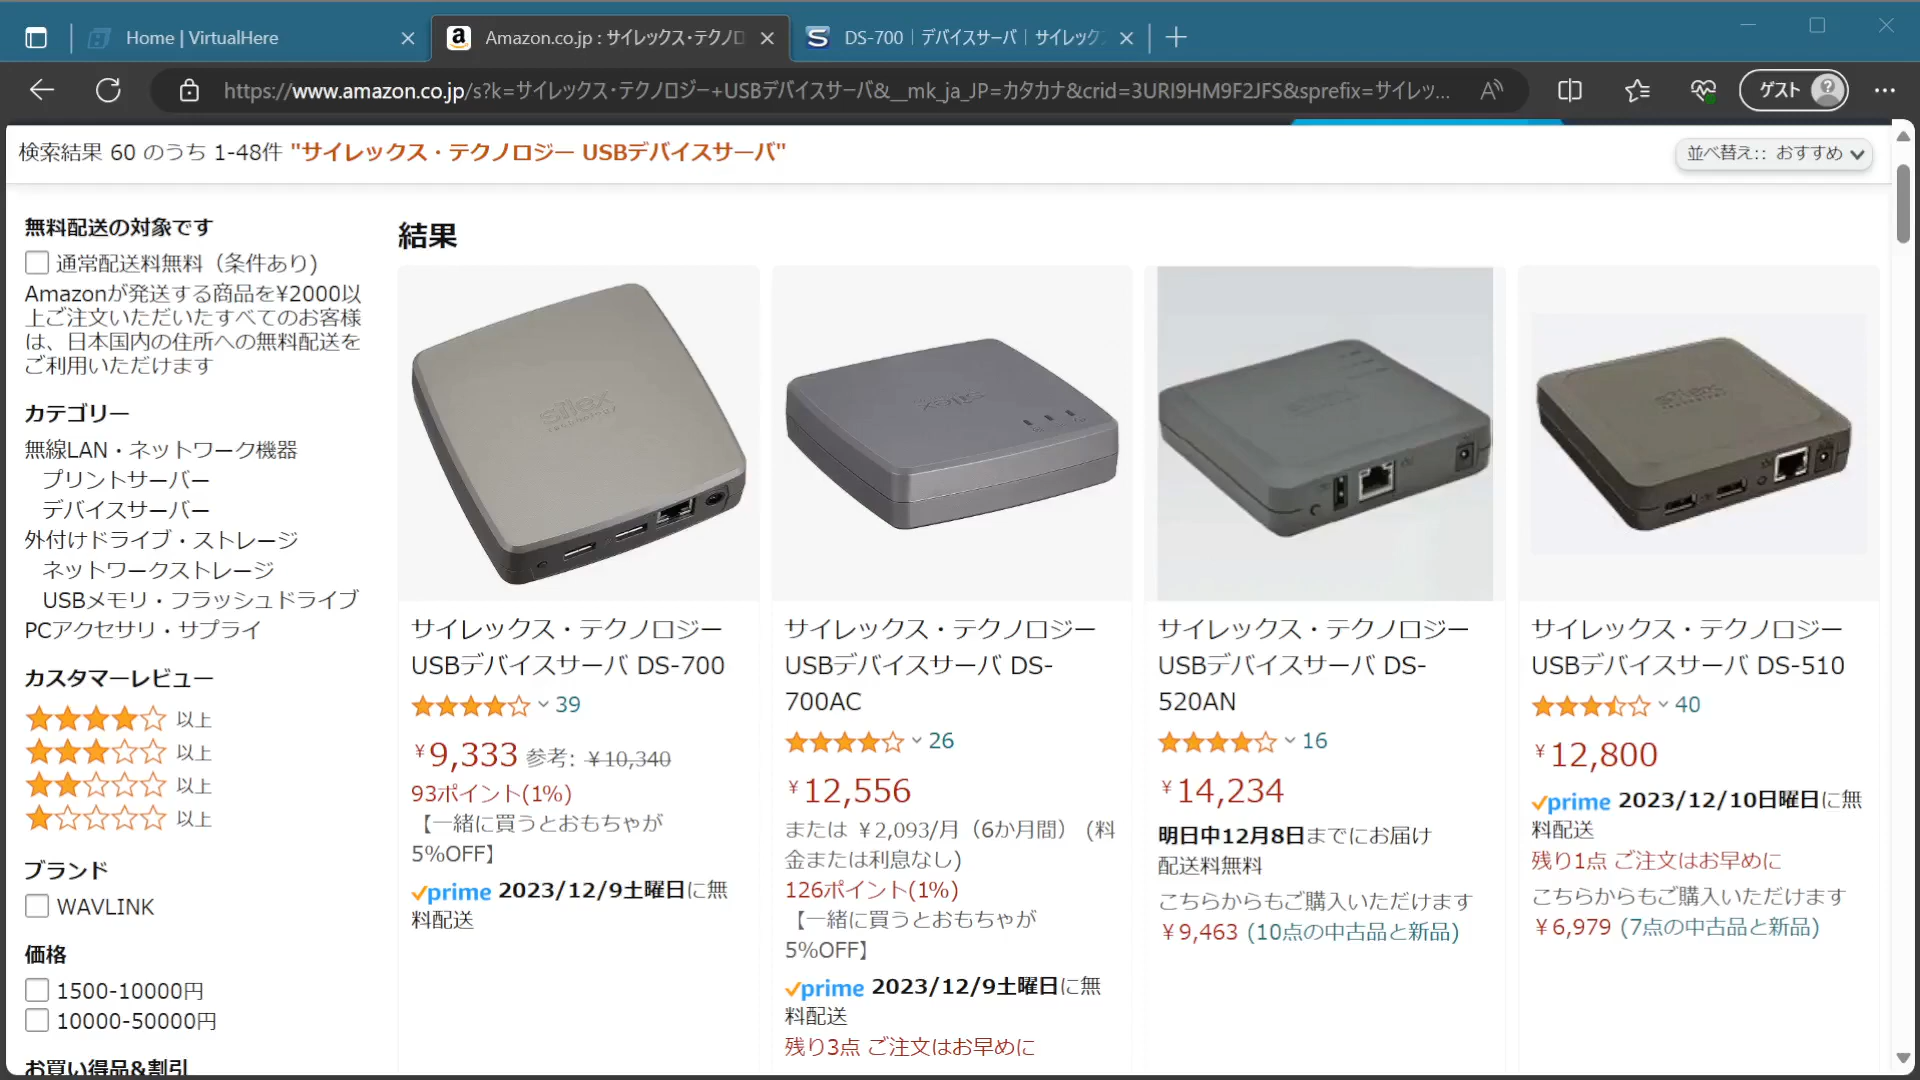 Home | VirtualHere
Amazon.co.jp : サイレックス・テクノロ
DS-700｜デバイスサーバ｜サイレック
https://www.amazon.co.jp/s?k=サイレックス・テクノロジー+USBデバイスサーバ&__mk_ja_JP=カタカナ&crid=3URI9HM9F2JFS&sprefix=サイレッ...
ゲスト
検索結果 60 のうち 1-48件 "サイレックス・テクノロジー USBデバイスサーバ"
並べ替え:: おすすめ
無料配送の対象です
通常配送料無料（条件あり)
Amazonが発送する商品を¥2000以
上ご注文いただいたすべてのお客様
は、日本国内の住所への無料配送を
ご利用いただけます
カテゴリー
無線LAN・ネットワーク機器
プリントサーバー
デバイスサーバー
外付けドライブ・ストレージ
ネットワークストレージ
USBメモリ・フラッシュドライブ
PCアクセサリ・サプライ
カスタマーレビュー
以上
以上
以上
以上
ブランド
WAVLINK
価格
1500-10000円
10000-50000円
お買い得品&割引
結果
silex
technology
サイレックス・テクノロジー
USBデバイスサーバ DS-700
39
¥9,333 参考: ¥10,340
93ポイント(1%)
【一緒に買うとおもちゃが
5%OFF】
prime 2023/12/9土曜日に無
料配送
silex
サイレックス・テクノロジー
USBデバイスサーバ DS-
700AC
26
¥12,556
または ¥2,093/月（6か月間） (料
金または利息なし)
126ポイント(1%)
【一緒に買うとおもちゃが
5%OFF】
prime 2023/12/9土曜日に無
料配送
残り3点 ご注文はお早めに
silex
サイレックス・テクノロジー
USBデバイスサーバ DS-
520AN
16
¥14,234
明日中12月8日までにお届け
配送料無料
こちらからもご購入いただけます
¥9,463 (10点の中古品と新品)
silex
サイレックス・テクノロジー
USBデバイスサーバ DS-510
40
¥12,800
prime 2023/12/10日曜日に無
料配送
残り1点 ご注文はお早めに
こちらからもご購入いただけます
¥6,979 (7点の中古品と新品)